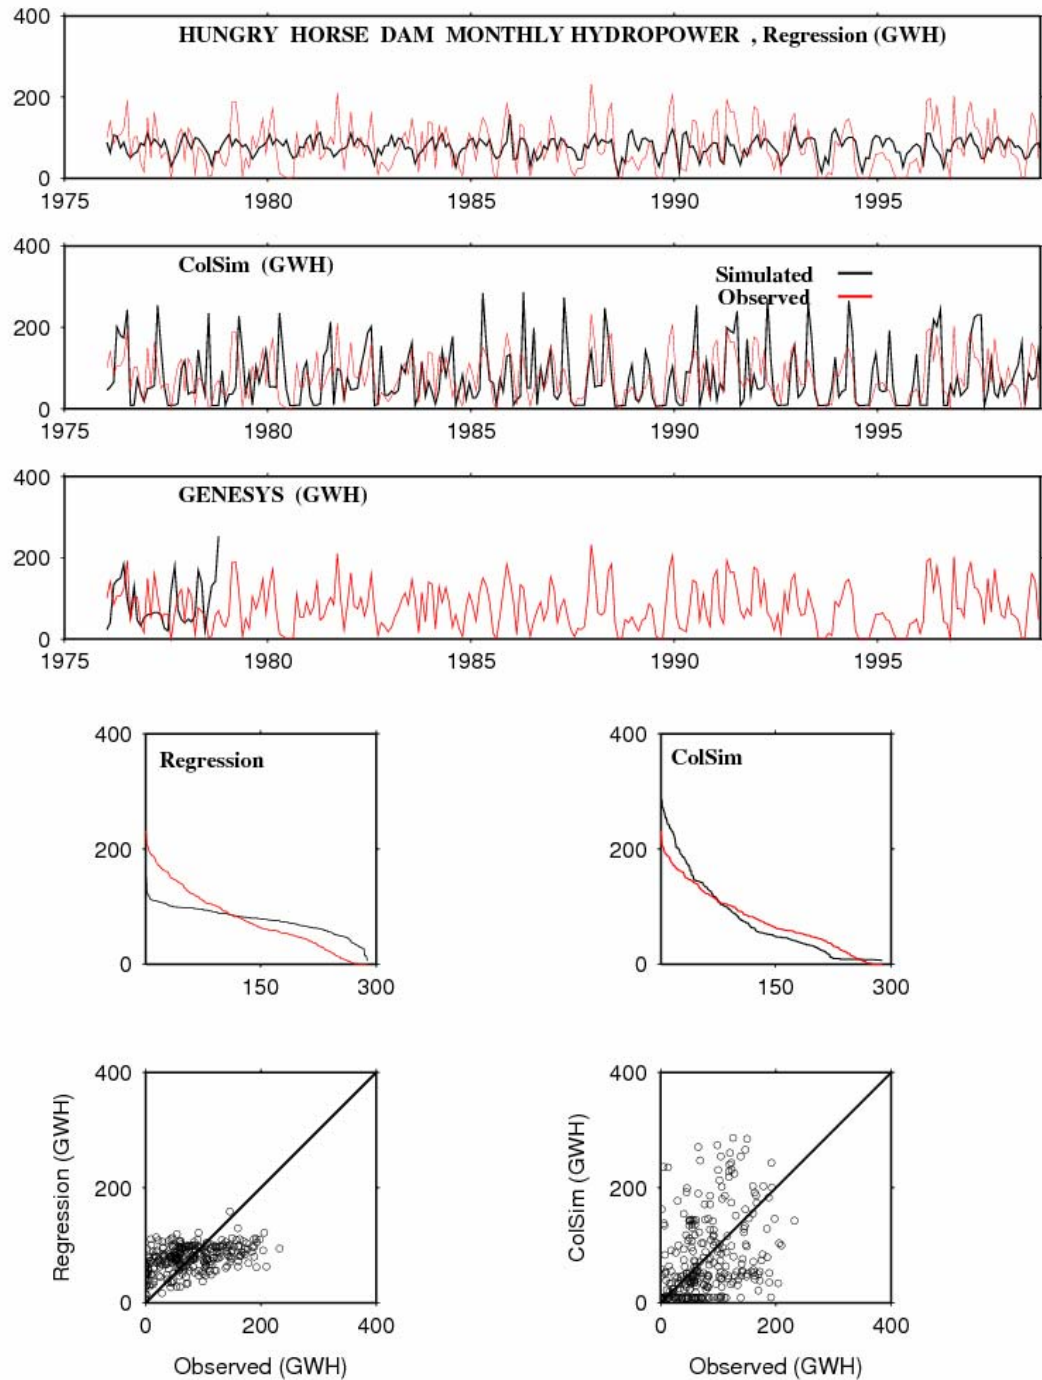 400
HUNGRY HORSE DAM MONTHLY HYDROPOWER , Regression (GWH)
200
0
1975 1980 1985 1990 1995
400
ColSim (GWH)
Simulated
Observed
200
0
1975 1980 1985 1990 1995
400
GENESYS (GWH)
200
0
1975 1980 1985 1990 1995
400 400
Regression ColSim
200 200
0 0
150 300 150 300
400 400
Regression (GWH) ColSim (GWH)
200 200
0 0
0 200 400 0 200 400
Observed (GWH) Observed (GWH)